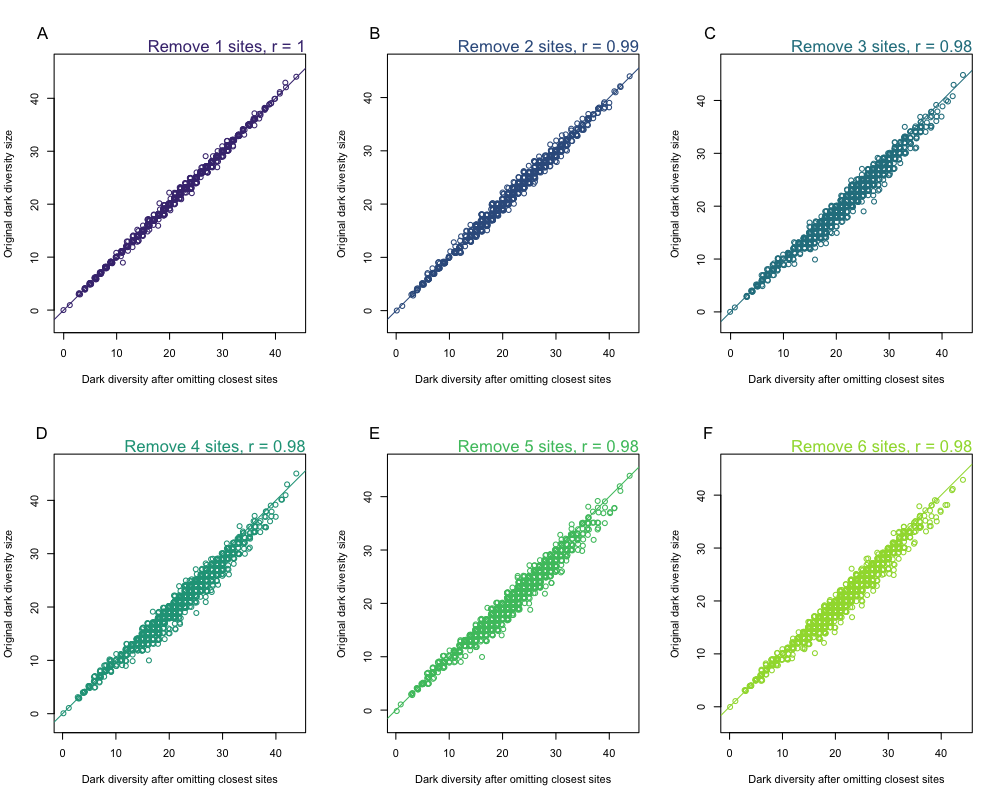 A
Remove 1 sites, r = 1
Original dark diversity size
0 10 20 30 40
0 10 20 30 40
Dark diversity after omitting closest sites
B
Remove 2 sites, r = 0.99
Original dark diversity size
0 10 20 30 40
0 10 20 30 40
Dark diversity after omitting closest sites
C
Remove 3 sites, r = 0.98
Original dark diversity size
0 10 20 30 40
0 10 20 30 40
Dark diversity after omitting closest sites
D
Remove 4 sites, r = 0.98
Original dark diversity size
0 10 20 30 40
0 10 20 30 40
Dark diversity after omitting closest sites
E
Remove 5 sites, r = 0.98
Original dark diversity size
0 10 20 30 40
0 10 20 30 40
Dark diversity after omitting closest sites
F
Remove 6 sites, r = 0.98
Original dark diversity size
0 10 20 30 40
0 10 20 30 40
Dark diversity after omitting closest sites